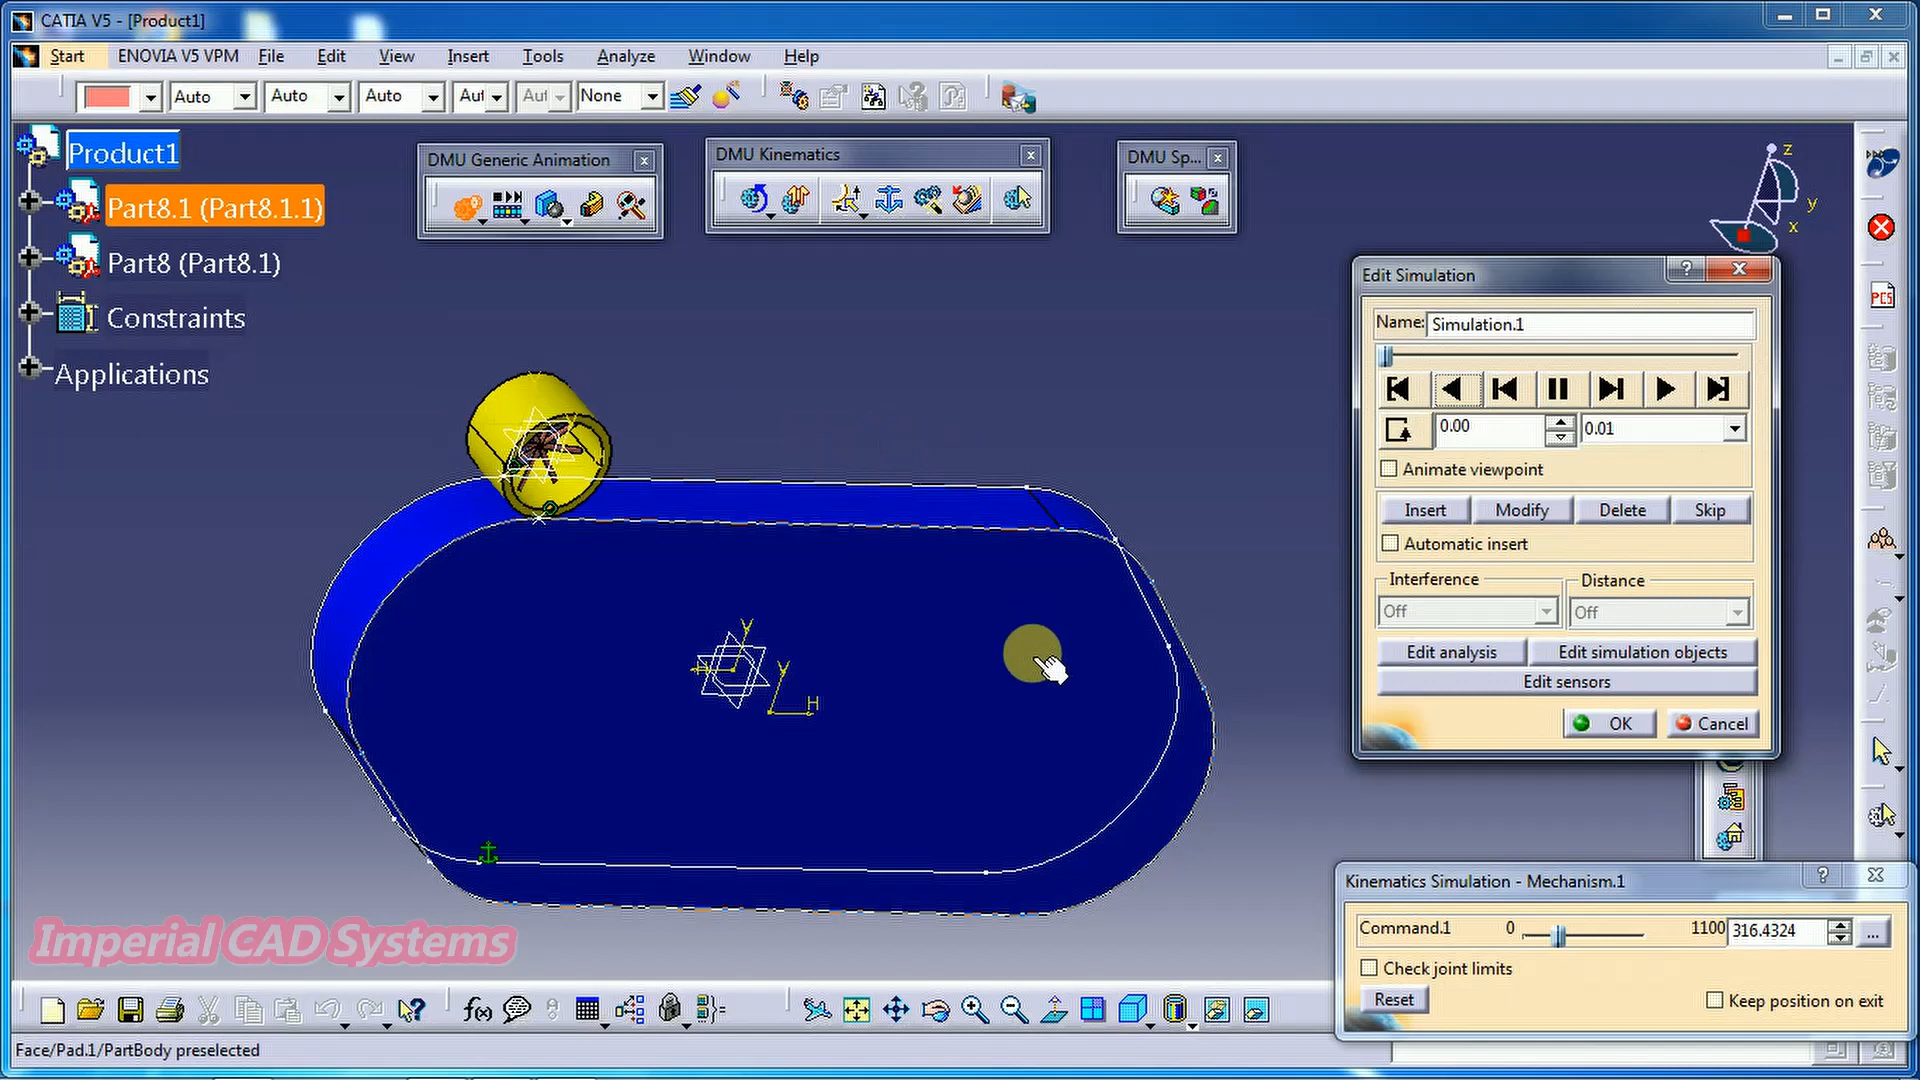 CATIA V5 - [Product1]
Start ENOVIA V5 VPM File Edit View Insert Tools Analyze Window Help
Auto Auto Auto Aut Aut None
Product1
Part8.1 (Part8.1.1)
Part8 (Part8.1)
Constraints
Applications
DMU Generic Animation
DMU Kinematics
DMU Sp...
z
y
x
Edit Simulation
Name: Simulation.1
0.00 0.01
Animate viewpoint
Insert Modify Delete Skip
Automatic insert
Interference Distance
Off Off
Edit analysis Edit simulation objects
Edit sensors
OK Cancel
PCS
y
H
y
H
Kinematics Simulation - Mechanism.1
Command.1 0 1100 316.4324 ...
Check joint limits
Reset Keep position on exit
Imperial CAD Systems
f(x)
Face/Pad.1/PartBody preselected